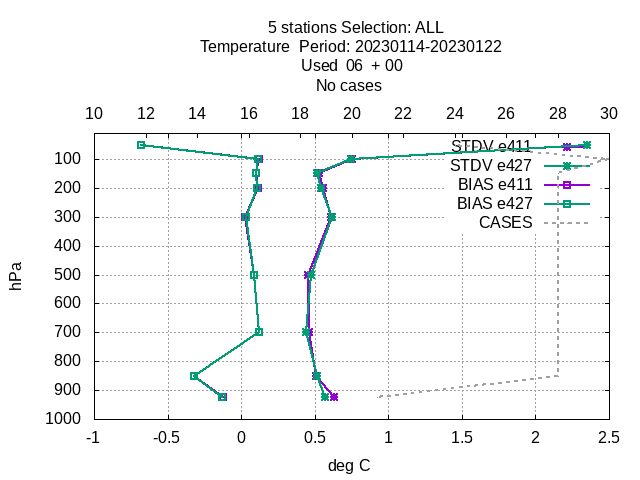 5 stations Selection: ALL
Temperature  Period: 20230114-20230122
Used  06  + 00
No cases
10 12 14 16 18 20 22 24 26 28 30
STDV e411
100
STDV e427
200
BIAS e411
BIAS e427
300
CASES
400
hPa
500
600
700
800
900
1000
-1 -0.5 0 0.5 1 1.5 2 2.5
deg C